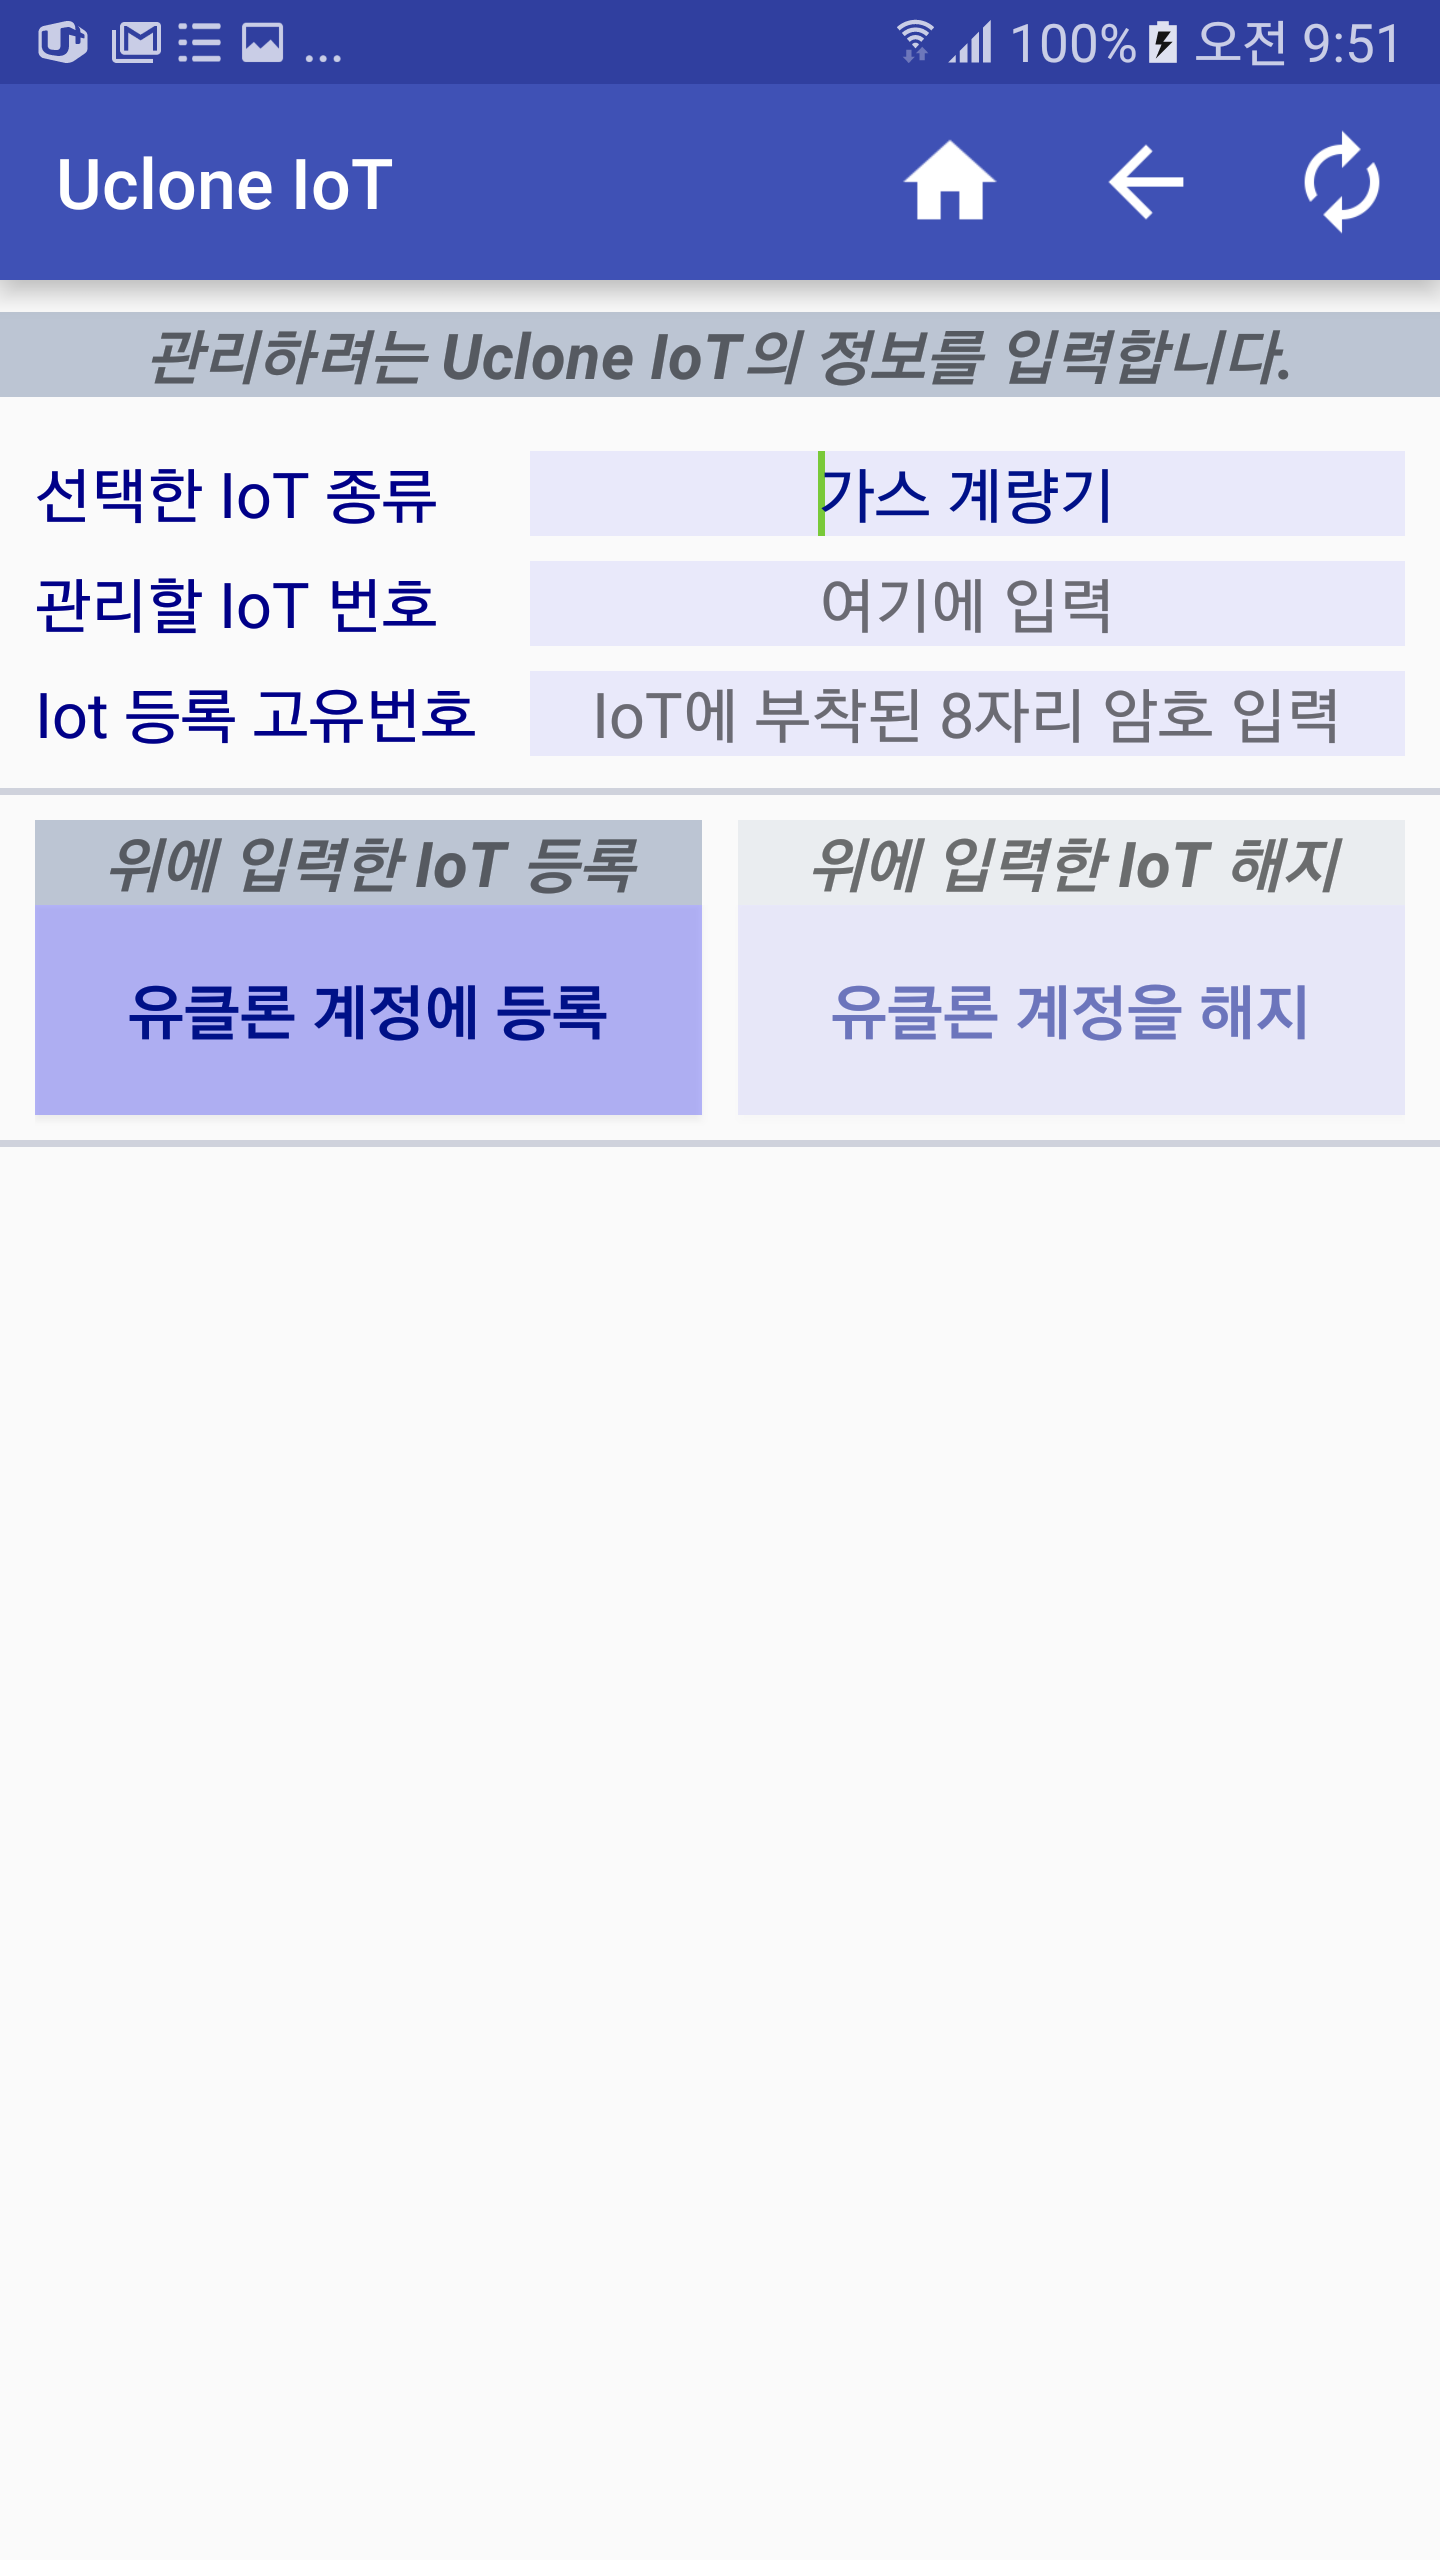 ... 100% 오전 9:51
Uclone IoT
관리하려는 Uclone IoT의 정보를 입력합니다.
선택한 IoT 종류 가스 계량기
관리할 IoT 번호 여기에 입력
Iot 등록 고유번호 IoT에 부착된 8자리 암호 입력
위에 입력한 IoT 등록 위에 입력한 IoT 해지
유클론 계정에 등록 유클론 계정을 해지